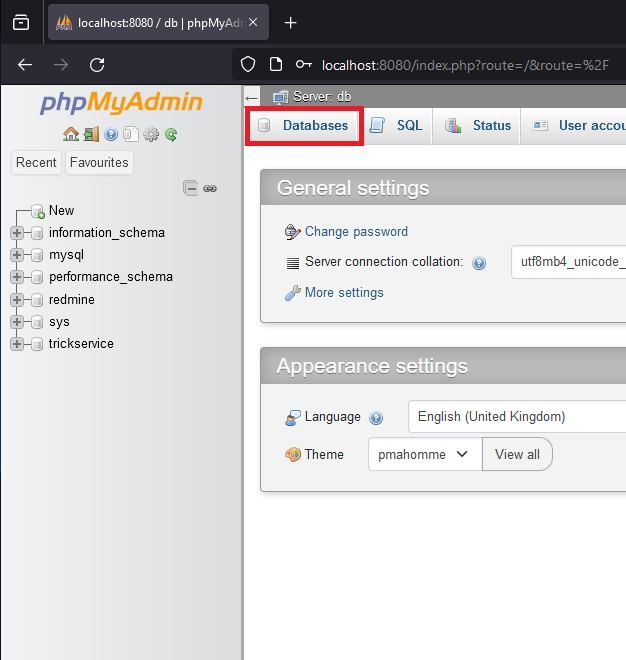 localhost:8080 / db | phpMyAdm
localhost:8080/index.php?route=/&route=%2F
phpMyAdmin
Recent Favourites
New
information_schema
mysql
performance_schema
redmine
sys
trickservice
Server: db
Databases SQL Status User accou
General settings
Change password
Server connection collation: utf8mb4_unicode_
More settings
Appearance settings
Language English (United Kingdom)
Theme pmahomme View all